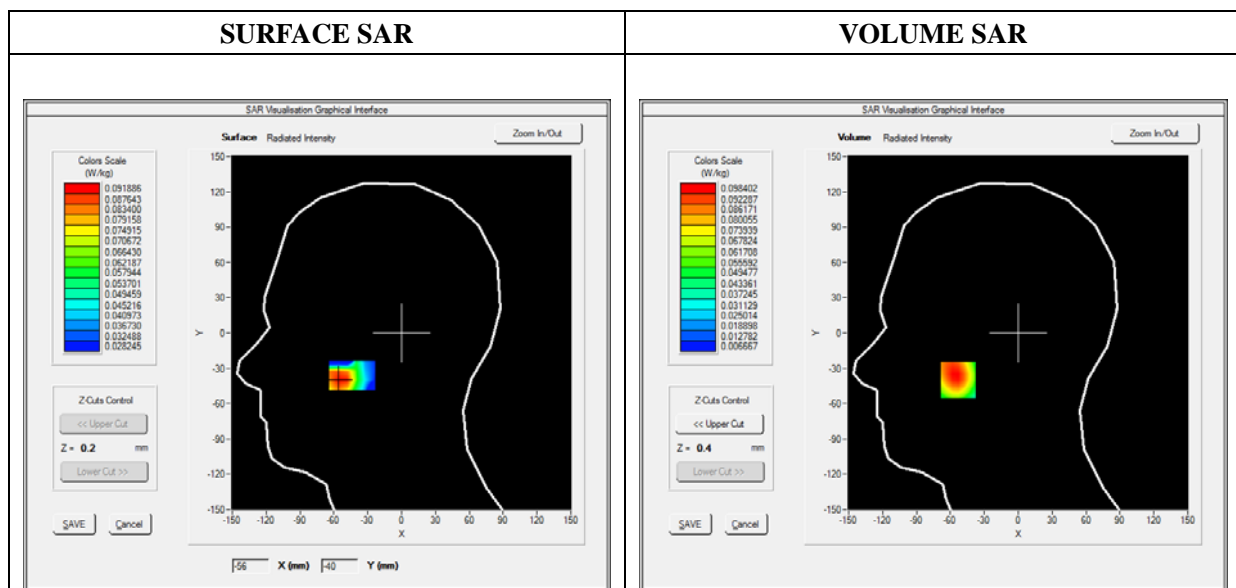 SURFACE SAR
VOLUME SAR
SAR Visualisation Graphical Interface
Surface Radiated Intensity
Zoom In/Out
Colors Scale
(W/kg)
0.091886
0.087643
0.083400
0.079158
0.074915
0.070672
0.066430
0.062187
0.057944
0.053701
0.049459
0.045216
0.040973
0.036730
0.032488
0.028245
150
120
90
60
30
0
-30
-60
-90
-120
-150
Y
-150 -120 -90 -60 -30 0 30 60 90 120 150
X
Z-Cuts Control
<< Upper Cut
Z = 0.2 mm
Lower Cut >>
SAVE Cancel
-56 X (mm) -40 Y (mm)
SAR Visualisation Graphical Interface
Volume Radiated Intensity
Zoom In/Out
Colors Scale
(W/kg)
0.098402
0.092287
0.086171
0.080055
0.073939
0.067824
0.061708
0.055592
0.049477
0.043361
0.037245
0.031129
0.025014
0.018898
0.012782
0.006667
150
120
90
60
30
0
-30
-60
-90
-120
-150
Y
-150 -120 -90 -60 -30 0 30 60 90 120 150
X
Z-Cuts Control
<< Upper Cut
Z = 0.4 mm
Lower Cut >>
SAVE Cancel